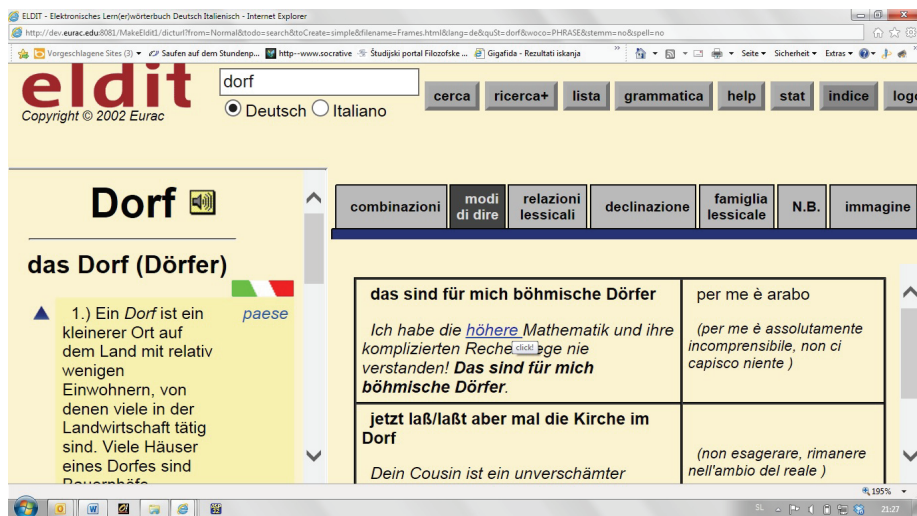 ELDIT - Elektronisches Lern(er)wörterbuch Deutsch Italienisch - Internet Explorer
http://dev.eurac.edu:8081/MakeEldit1/dicturl?from=Normal&todo=search&toCreate=simple&filename=Frames.html&lang=de&quSt=dorf&woco=PHRASE&stemm=no&spell=no
Vorgeschlagene Sites (3) Saufen auf dem Stundenp... http--www.socrative Študijski portal Filozofske ... Gigafida - Rezultati iskanja » Seite Sicherheit Extras »
eldit
Copyright © 2002 Eurac
dorf
Deutsch Italiano
cerca ricerca+ lista grammatica help stat indice logo
Dorf
das Dorf (Dörfer)
1.) Ein Dorf ist ein paese
kleinerer Ort auf
dem Land mit relativ
wenigen
Einwohnern, von
denen viele in der
Landwirtschaft tätig
sind. Viele Häuser
eines Dorfes sind
Bauernhöfe
combinazioni modi di dire relazioni lessicali declinazione famiglia lessicale N.B. immagine
das sind für mich böhmische Dörfer
Ich habe die höhere Mathematik und ihre
komplizierten Reche click! ege nie
verstanden! Das sind für mich
böhmische Dörfer.
per me è arabo
(per me è assolutamente
incomprensibile, non ci
capisco niente )
jetzt laß/laßt aber mal die Kirche im
Dorf
Dein Cousin ist ein unverschämter
(non esagerare, rimanere
nell'ambio del reale )
195%
SL 21:27